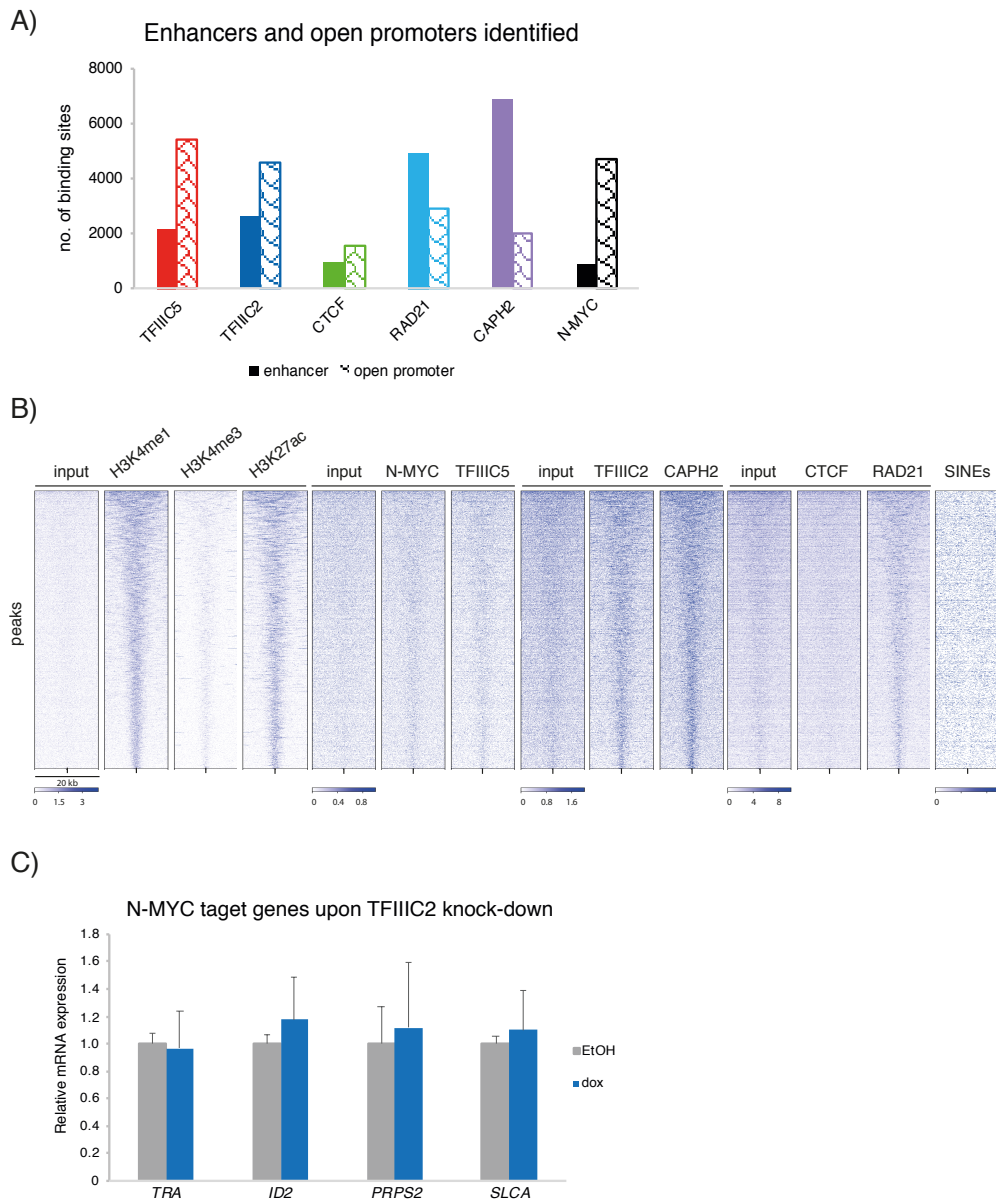 A)
Enhancers and open promoters identified
no. of binding sites
8000
6000
4000
2000
0
TFIIIC5 TFIIIC2 CTCF RAD21 CAPH2 N-MYC
enhancer open promoter
B)
input H3K4me1 H3K4me3 H3K27ac input N-MYC TFIIIC5 input TFIIIC2 CAPH2 input CTCF RAD21 SINEs
peaks
20 kb
0 1.5 3 0 0.4 0.8 0 0.8 1.6 0 4 8 0
C)
N-MYC taget genes upon TFIIIC2 knock-down
Relative mRNA expression
1.8
1.6
1.4
1.2
1.0
0.8
0.6
0.4
0.2
0
EtOH
dox
TRA ID2 PRPS2 SLCA